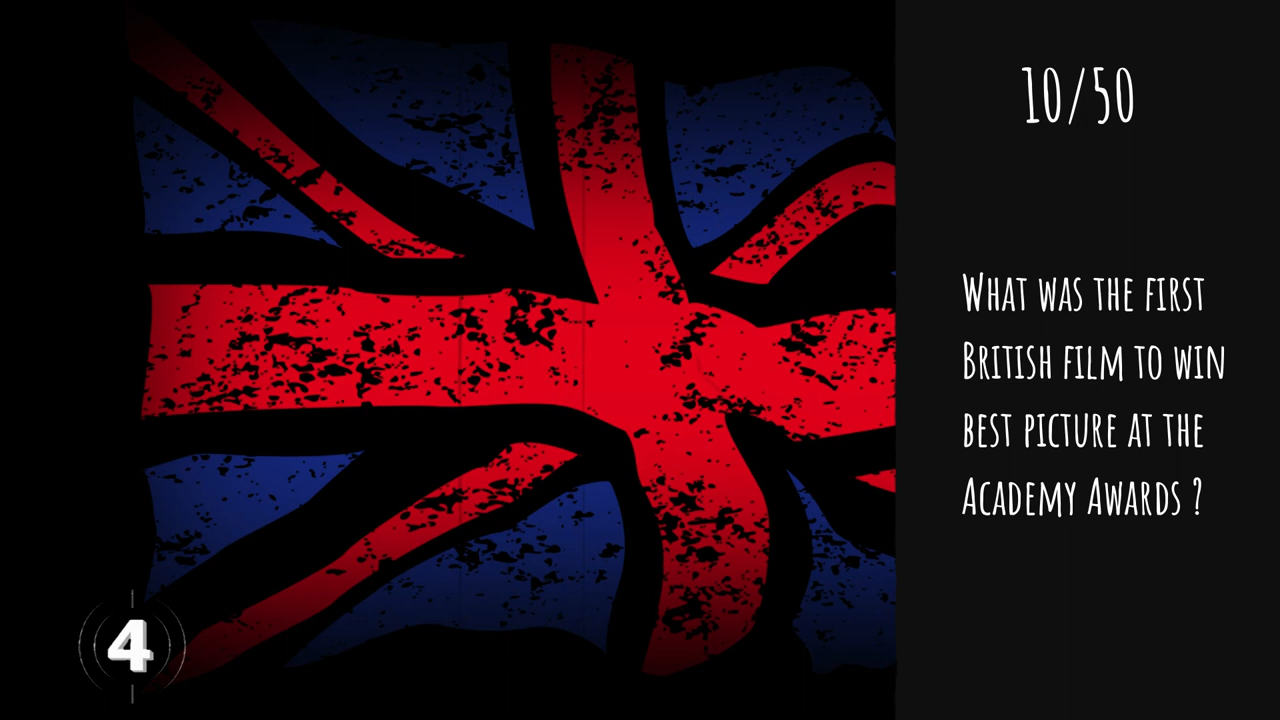 10/50
What was the first
British film to win
best picture at the
Academy Awards ?
4